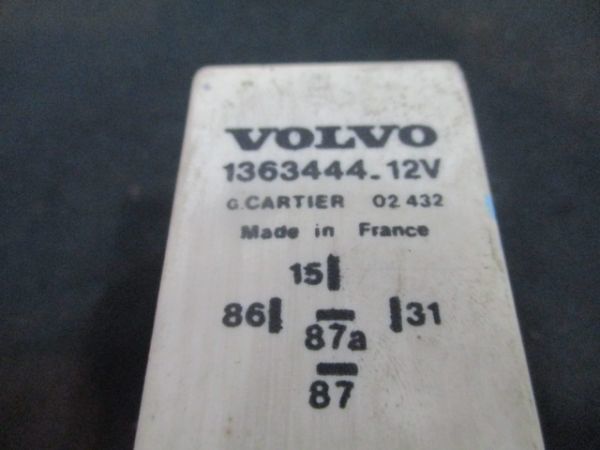 VOLVO
1363444.12V
G.CARTIER 02 432
Made in France
15
86 31
87a
87